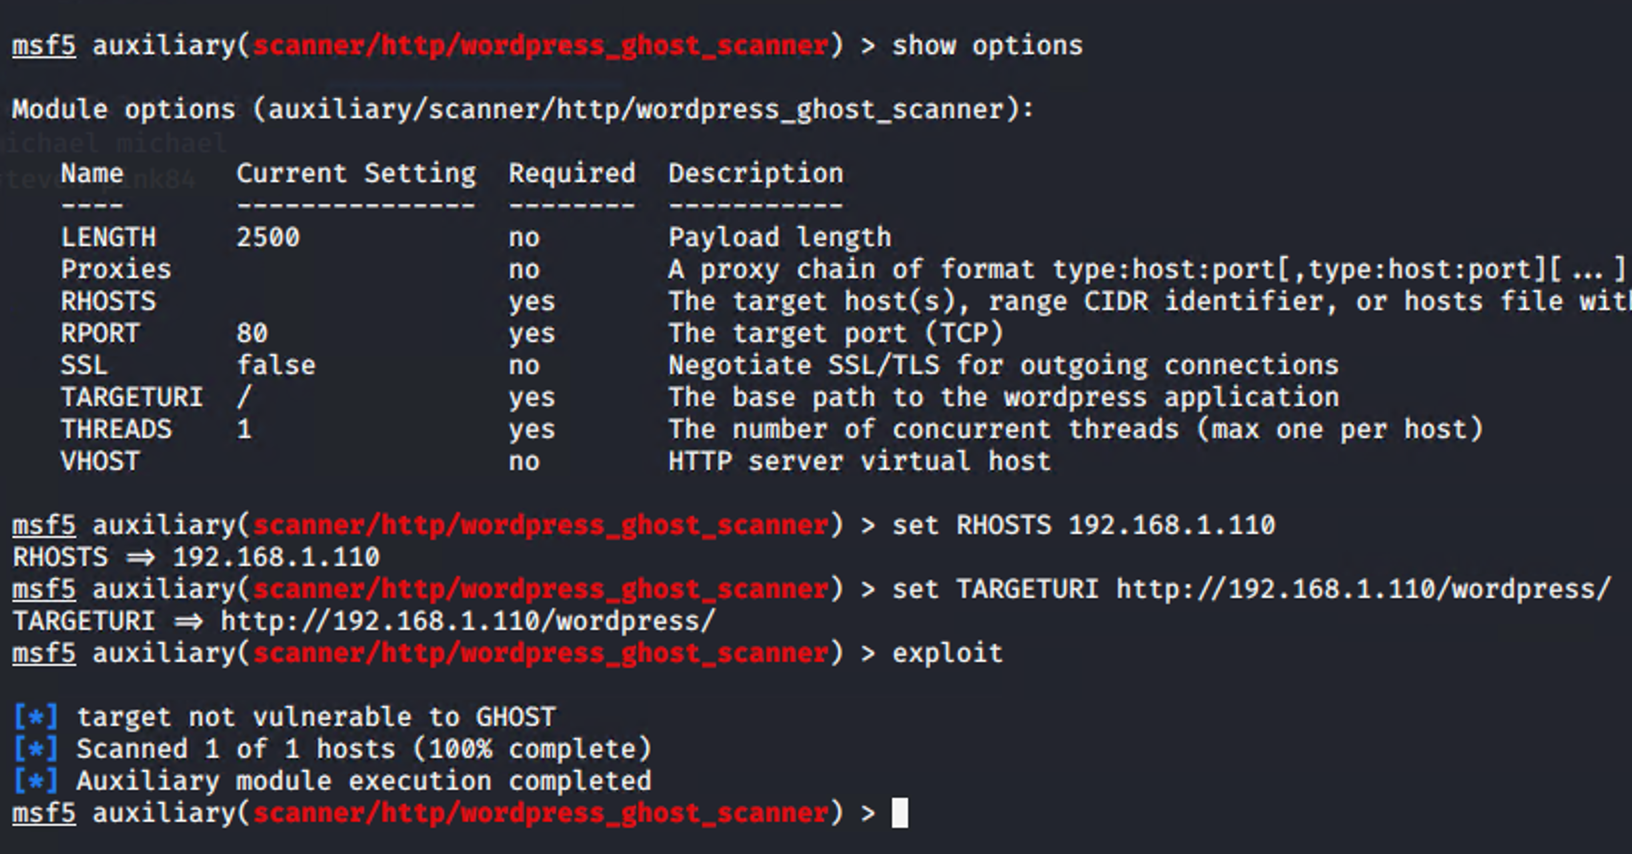 msf5 auxiliary(scanner/http/wordpress_ghost_scanner) > show options
Module options (auxiliary/scanner/http/wordpress_ghost_scanner):
ichael michael
Name Current Setting Required Description
teven pink84
---- --------------- -------- -----------
LENGTH 2500 no Payload length
Proxies no A proxy chain of format type:host:port[,type:host:port][...]
RHOSTS yes The target host(s), range CIDR identifier, or hosts file wit
RPORT 80 yes The target port (TCP)
SSL false no Negotiate SSL/TLS for outgoing connections
TARGETURI / yes The base path to the wordpress application
THREADS 1 yes The number of concurrent threads (max one per host)
VHOST no HTTP server virtual host
msf5 auxiliary(scanner/http/wordpress_ghost_scanner) > set RHOSTS 192.168.1.110
RHOSTS ⇒ 192.168.1.110
msf5 auxiliary(scanner/http/wordpress_ghost_scanner) > set TARGETURI http://192.168.1.110/wordpress/
TARGETURI ⇒ http://192.168.1.110/wordpress/
msf5 auxiliary(scanner/http/wordpress_ghost_scanner) > exploit
[*] target not vulnerable to GHOST
[*] Scanned 1 of 1 hosts (100% complete)
[*] Auxiliary module execution completed
msf5 auxiliary(scanner/http/wordpress_ghost_scanner) >